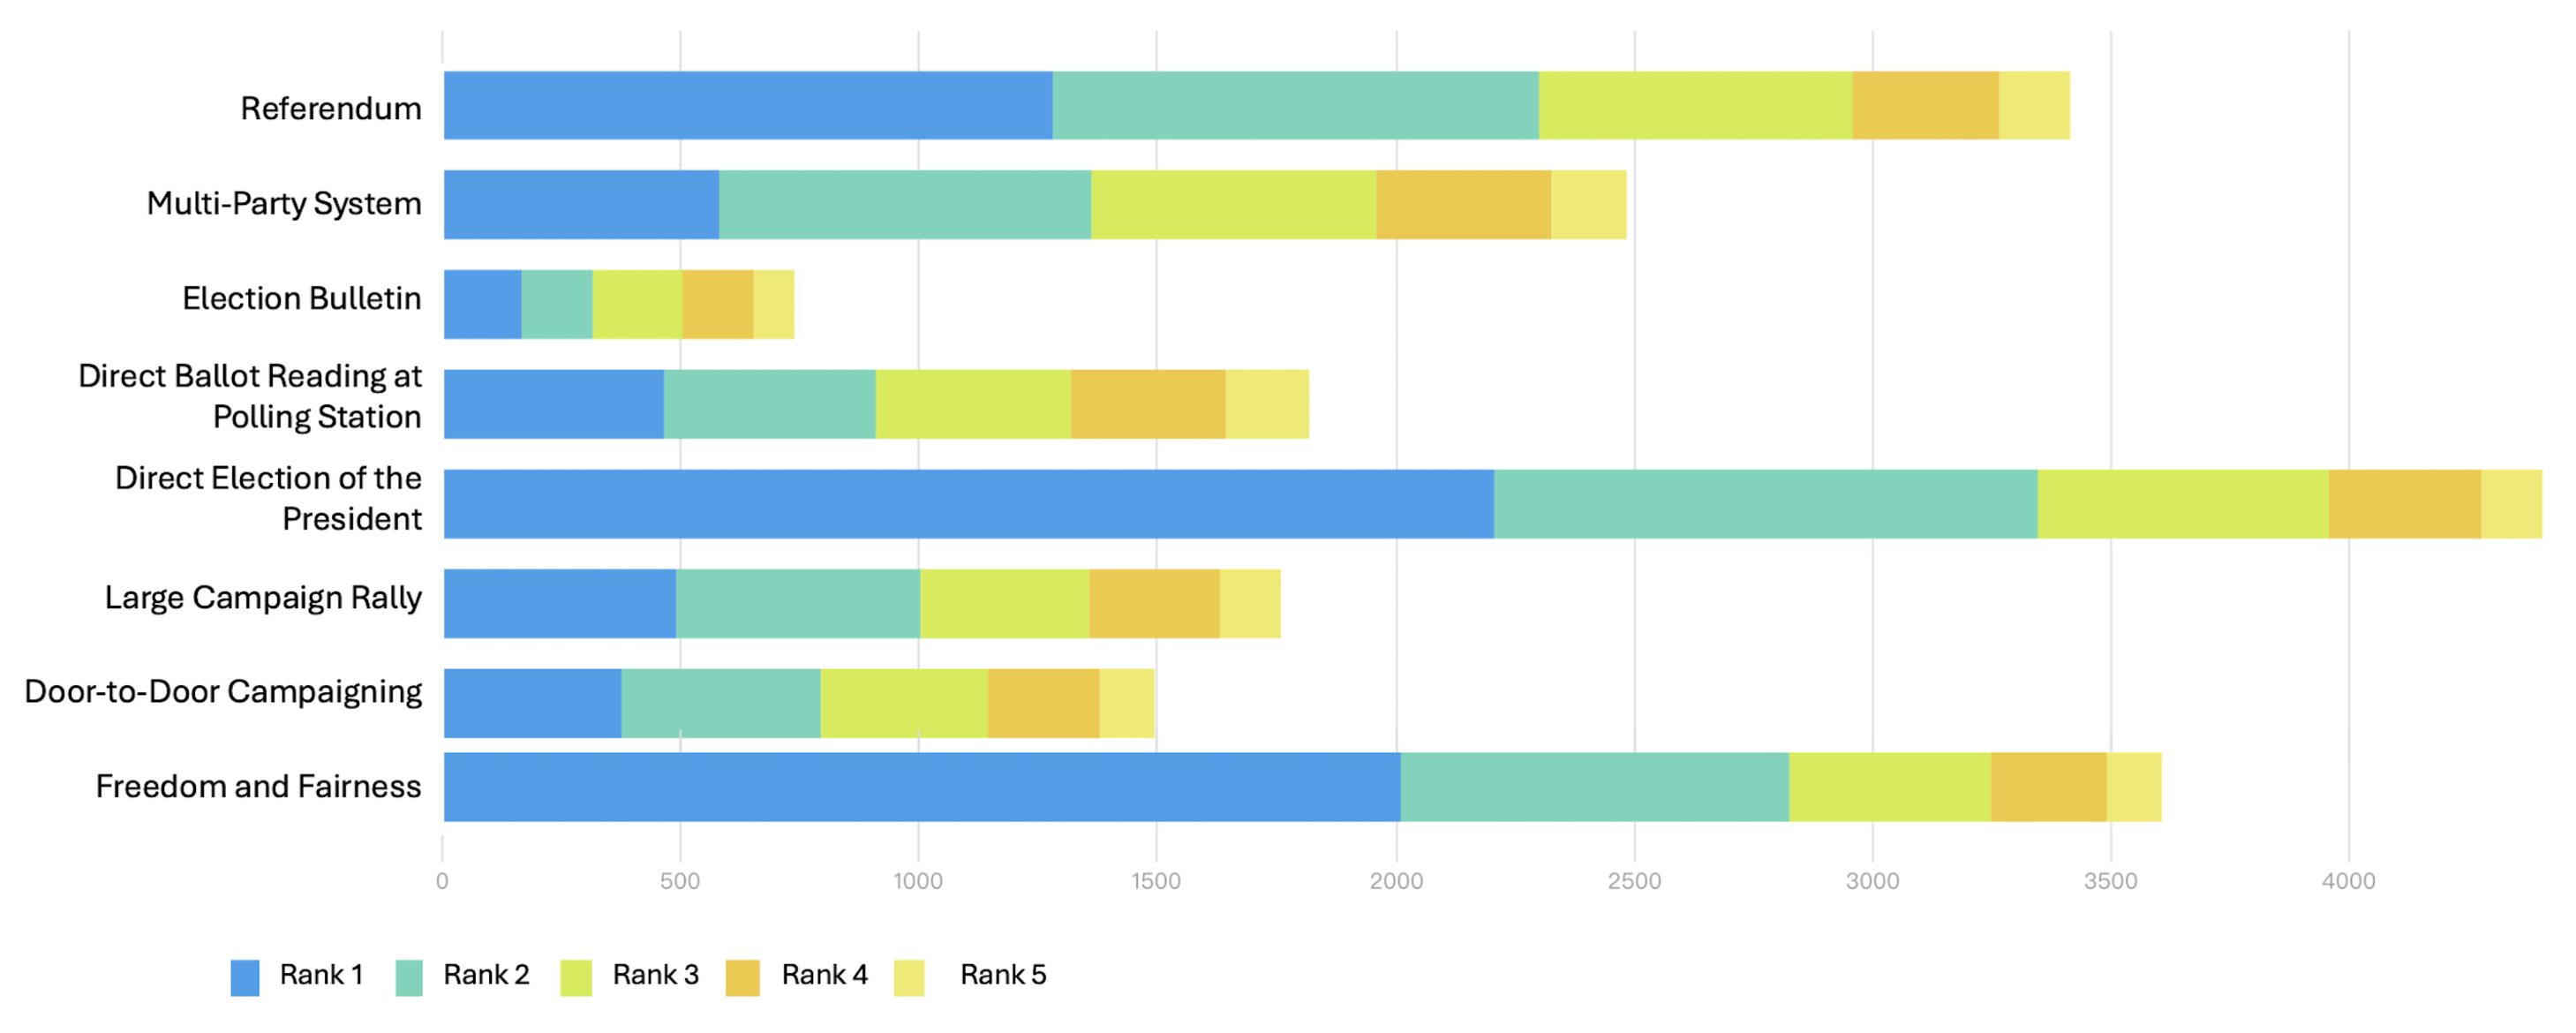 Referendum
Multi-Party System
Election Bulletin
Direct Ballot Reading at
Polling Station
Direct Election of the
President
Large Campaign Rally
Door-to-Door Campaigning
Freedom and Fairness
0 500 1000 1500 2000 2500 3000 3500 4000
Rank 1 Rank 2 Rank 3 Rank 4 Rank 5